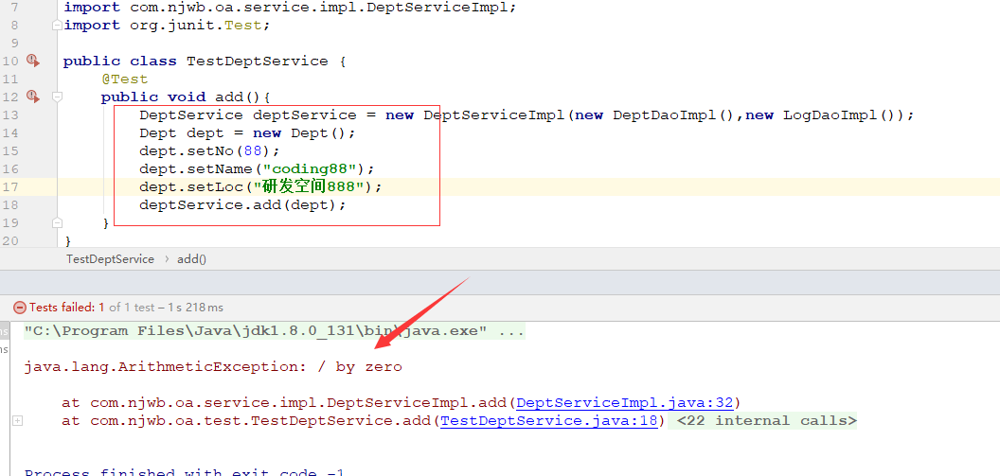 7 import com.njwb.oa.service.impl.DeptServiceImpl;
8 import org.junit.Test;
9
10 public class TestDeptService {
11 @Test
12 public void add(){
13 DeptService deptService = new DeptServiceImpl(new DeptDaoImpl(),new LogDaoImpl());
14 Dept dept = new Dept();
15 dept.setNo(88);
16 dept.setName("coding88");
17 dept.setLoc("研发空间888");
18 deptService.add(dept);
19 }
20 }
TestDeptService › add()
Tests failed: 1 of 1 test – 1 s 218 ms
ms "C:\Program Files\Java\jdk1.8.0_131\bin\java.exe" ...
ms
java.lang.ArithmeticException: / by zero
at com.njwb.oa.service.impl.DeptServiceImpl.add(DeptServiceImpl.java:32)
at com.njwb.oa.test.TestDeptService.add(TestDeptService.java:18) <22 internal calls>
Process finished with exit code -1